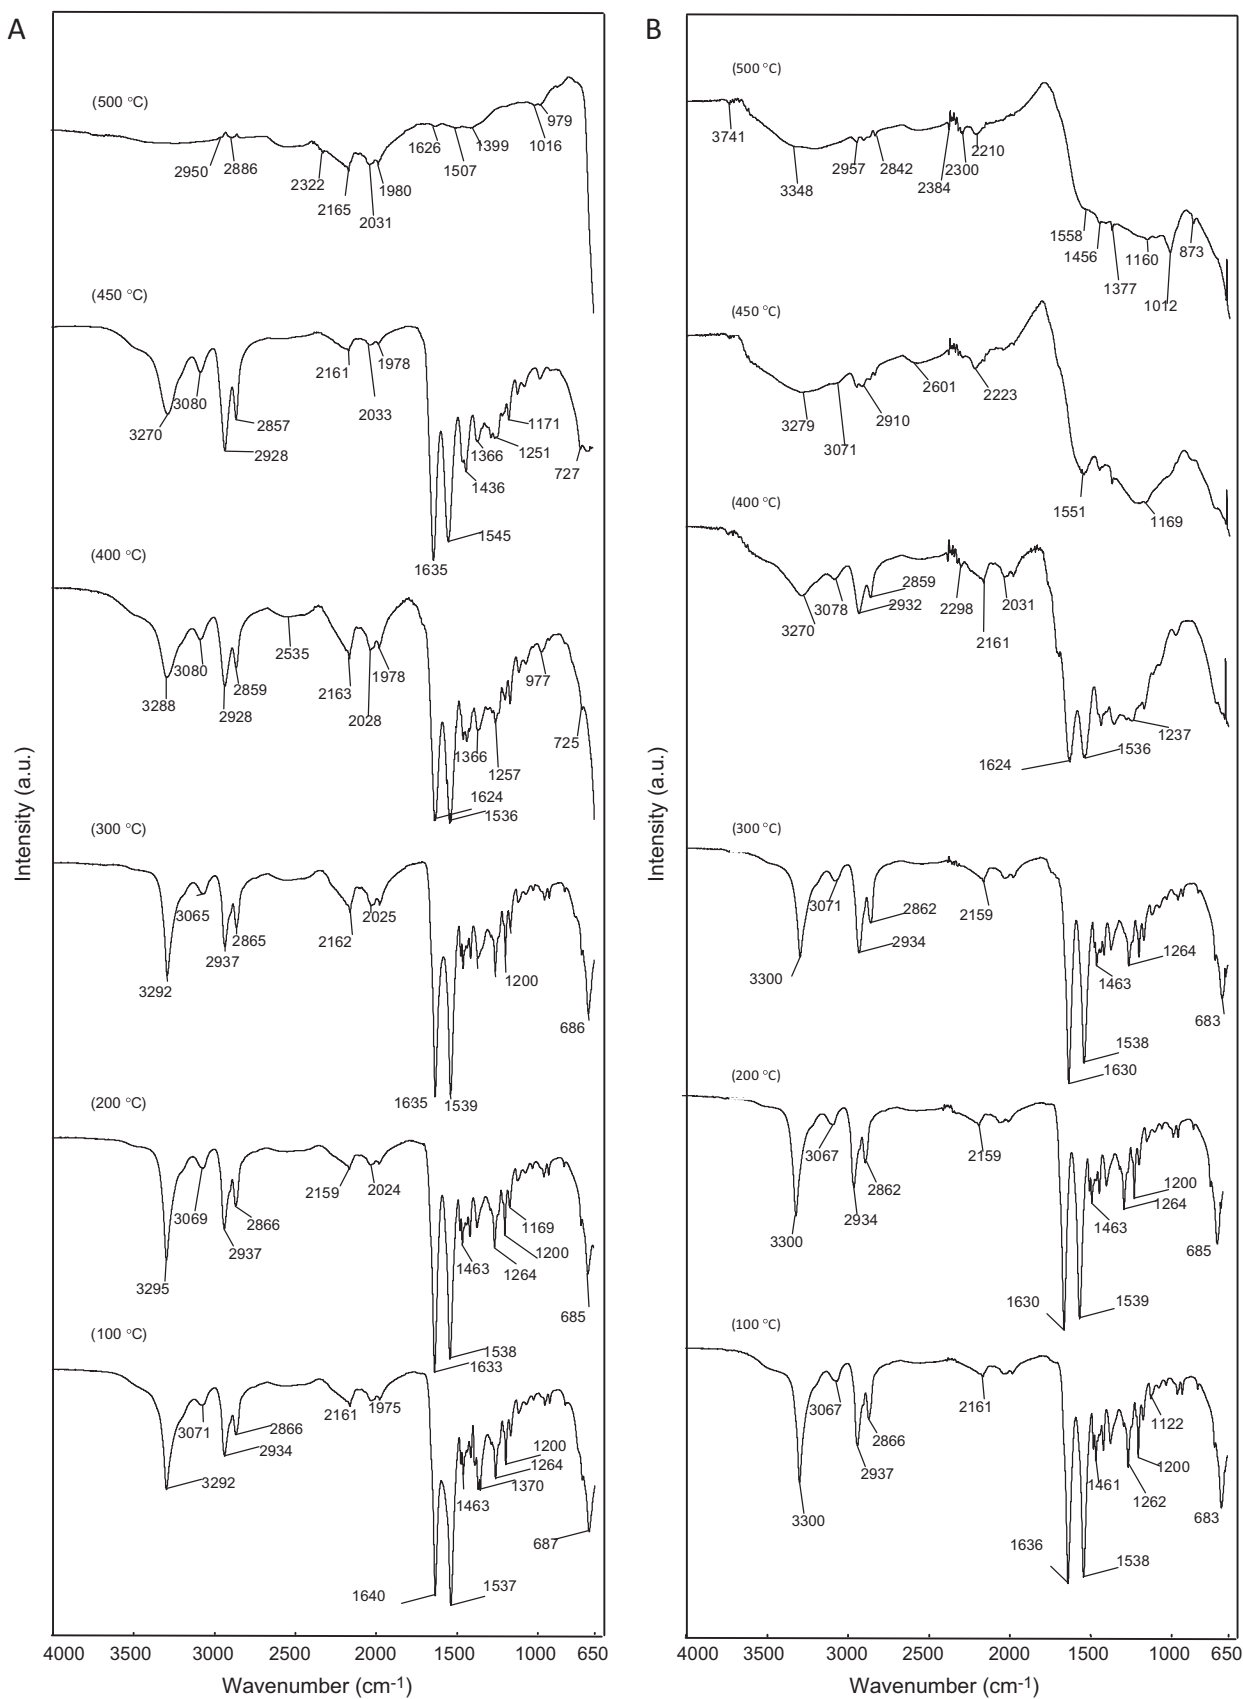 A
(500 °C)
2950 2886 2322 2165 2031 1980 1626 1507 1399 1016 979
(450 °C)
3270 3080 2928 2857 2161 2033 1978 1635 1545 1436 1366 1251 1171 727
(400 °C)
3288 3080 2928 2859 2535 2163 2028 1978 1624 1536 1366 1257 977 725
(300 °C)
3292 3065 2937 2865 2162 2025 1635 1539 1200 686
(200 °C)
3295 3069 2937 2866 2159 2024 1633 1538 1463 1264 1200 1169 685
(100 °C)
3292 3071 2934 2866 2161 1975 1640 1537 1463 1370 1264 1200 687
Intensity (a.u.)
4000 3500 3000 2500 2000 1500 1000 650
Wavenumber (cm-1)
B
(500 °C)
3741 3348 2957 2842 2384 2300 2210 1558 1456 1377 1160 1012 873
(450 °C)
3279 3071 2910 2601 2223 1551 1169
(400 °C)
3270 3078 2932 2859 2298 2161 2031 1624 1536 1237
(300 °C)
3300 3071 2934 2862 2159 1630 1538 1463 1264 683
(200 °C)
3300 3067 2934 2862 2159 1630 1539 1463 1264 1200 685
(100 °C)
3300 3067 2937 2866 2161 1636 1538 1461 1262 1200 1122 683
Intensity (a.u.)
4000 3500 3000 2500 2000 1500 1000 650
Wavenumber (cm-1)